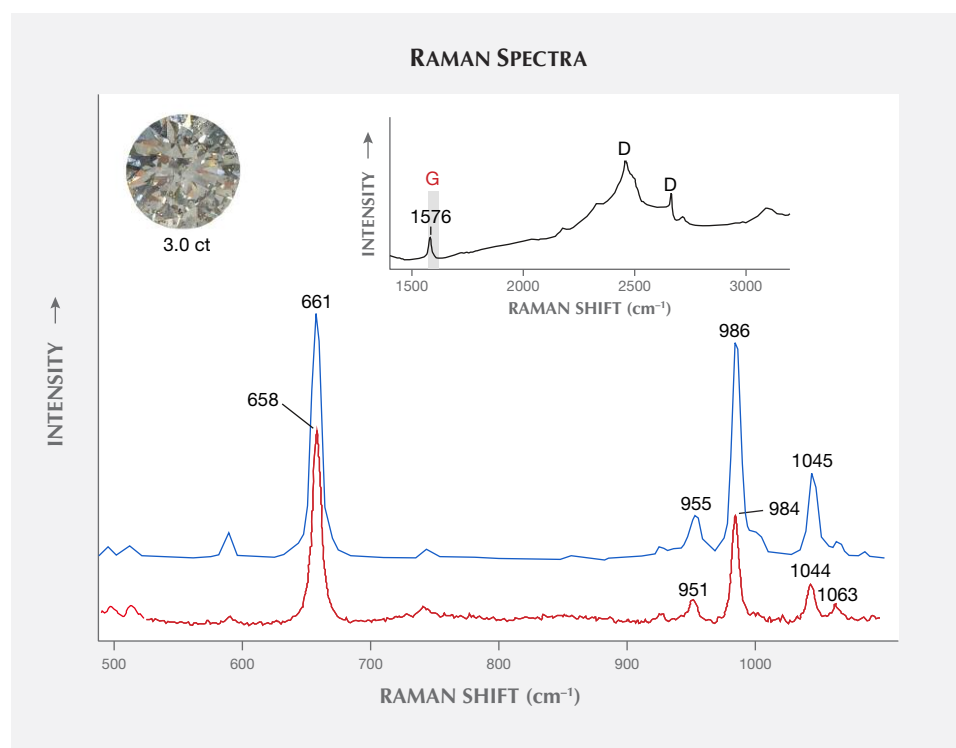 RAMAN SPECTRA
3.0 ct
INTENSITY
G
1576
D
D
1500 2000 2500 3000
RAMAN SHIFT (cm⁻¹)
INTENSITY
661
658
986
984
955
951
1045
1044
1063
500 600 700 800 900 1000
RAMAN SHIFT (cm⁻¹)